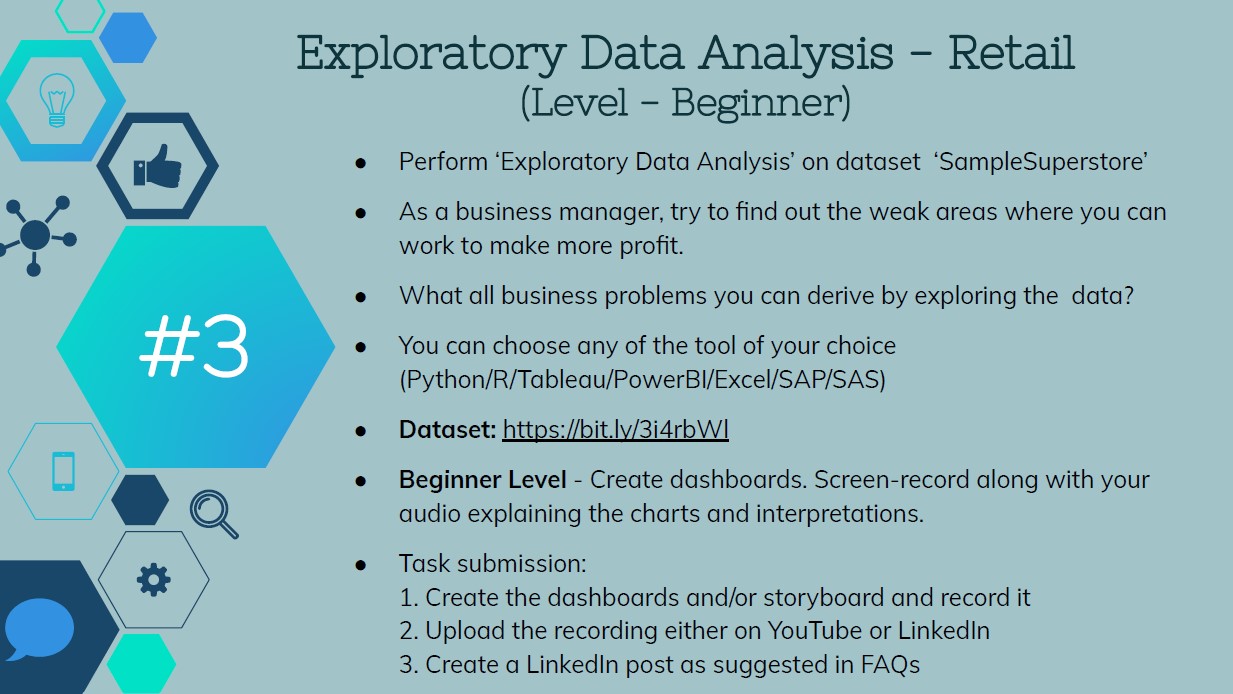 Exploratory Data Analysis – Retail
(Level – Beginner)
● Perform ‘Exploratory Data Analysis’ on dataset ‘SampleSuperstore’
● As a business manager, try to find out the weak areas where you can
work to make more profit.
● What all business problems you can derive by exploring the data?
#3
● You can choose any of the tool of your choice
(Python/R/Tableau/PowerBI/Excel/SAP/SAS)
● Dataset: https://bit.ly/3i4rbWl
● Beginner Level - Create dashboards. Screen-record along with your
audio explaining the charts and interpretations.
● Task submission:
1. Create the dashboards and/or storyboard and record it
2. Upload the recording either on YouTube or LinkedIn
3. Create a LinkedIn post as suggested in FAQs